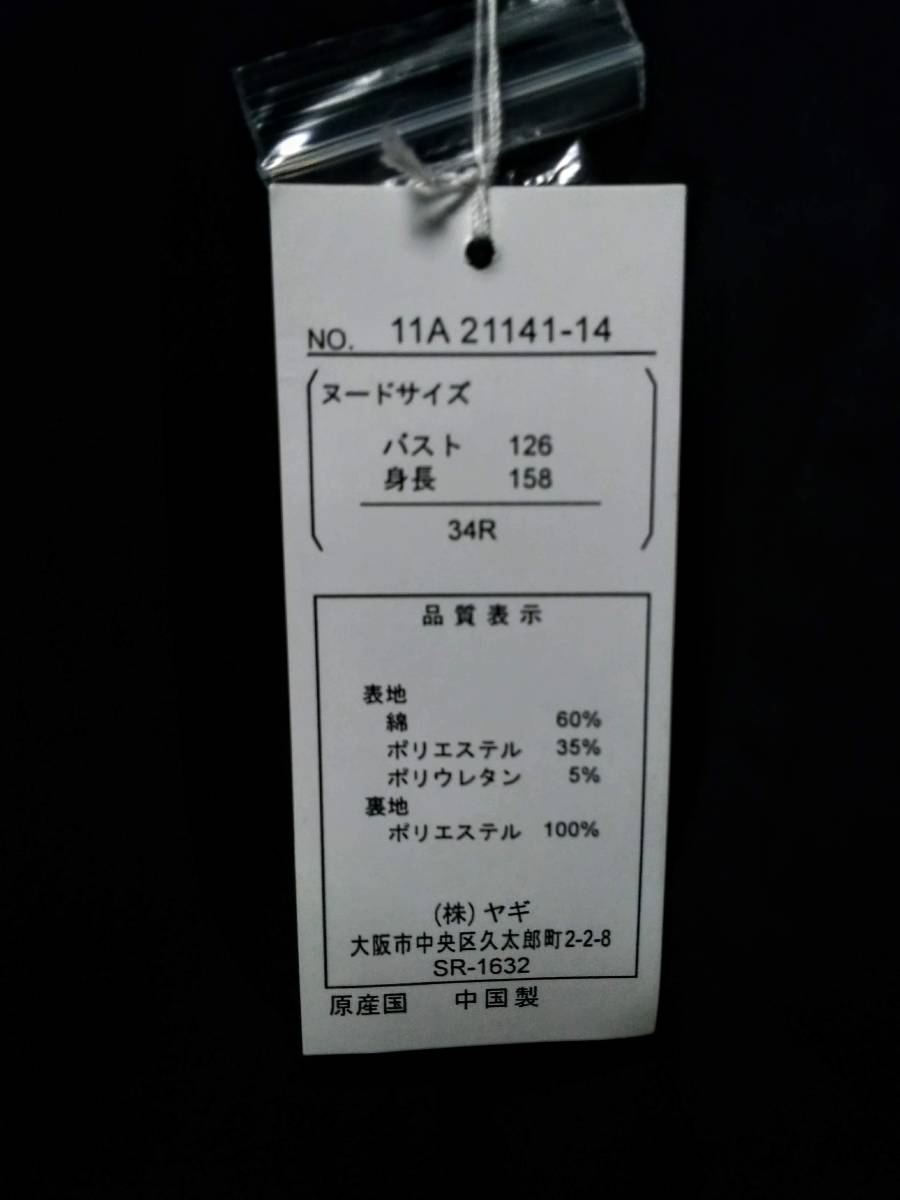 NO. 11A 21141-14
ヌードサイズ
バスト 126
身長 158
34R
品質表示
表地
綿 60%
ポリエステル 35%
ポリウレタン 5%
裏地
ポリエステル 100%
(株)ヤギ
大阪市中央区久太郎町2-2-8
SR-1632
原産国 中国製